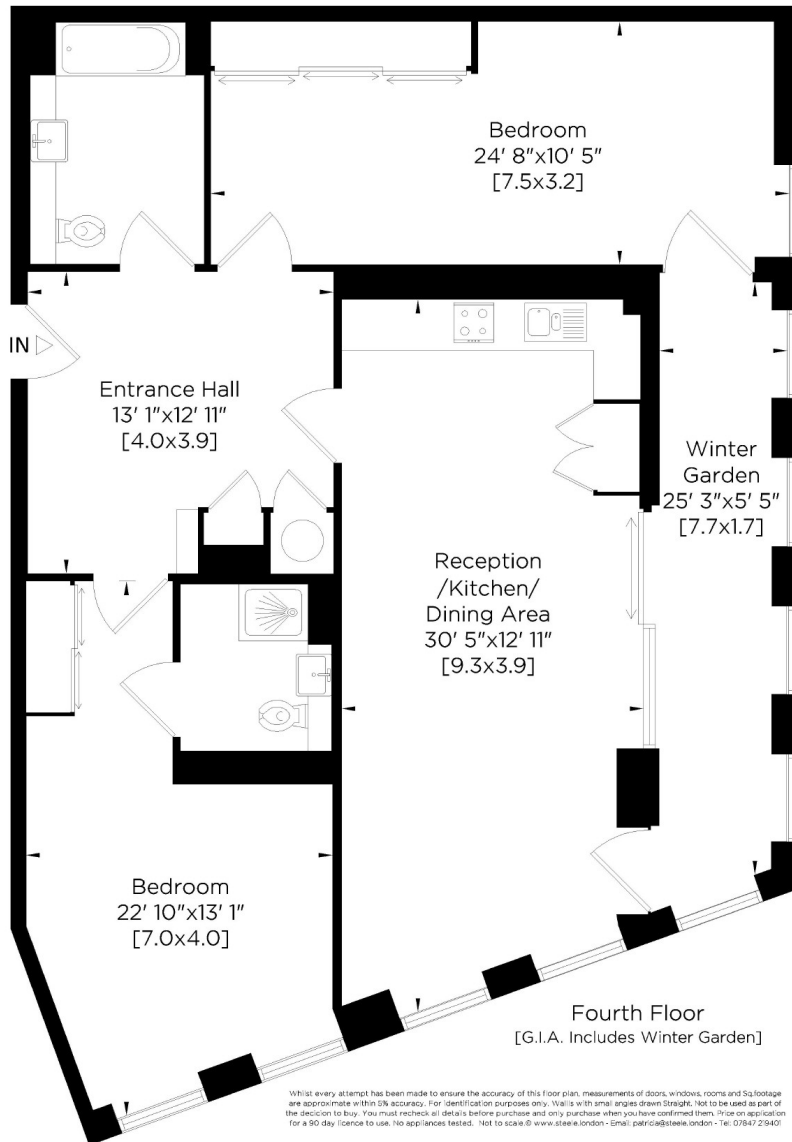 Bedroom
24' 8"x10' 5"
[7.5x3.2]
IN
Entrance Hall
13' 1"x12' 11"
[4.0x3.9]
Winter
Garden
25' 3"x5' 5"
[7.7x1.7]
Reception
/Kitchen/
Dining Area
30' 5"x12' 11"
[9.3x3.9]
Bedroom
22' 10"x13' 1"
[7.0x4.0]
Fourth Floor
[G.I.A. Includes Winter Garden]
Whilst every attempt has been made to ensure the accuracy of this floor plan, measurements of doors, windows, rooms and Sq.footage
are approximate within 5% accuracy. For identification purposes only. Walls with smal angles drawn Straight. Not to be used as part of
the decicion to buy. You must recheck all details before purchase and only purchase when you have confirmed them. Price on application
for a 90 day licence to use. No appliances tested. Not to scale.© www.steele.london - Email: patricia@steele.london - Tel: 07847 219401